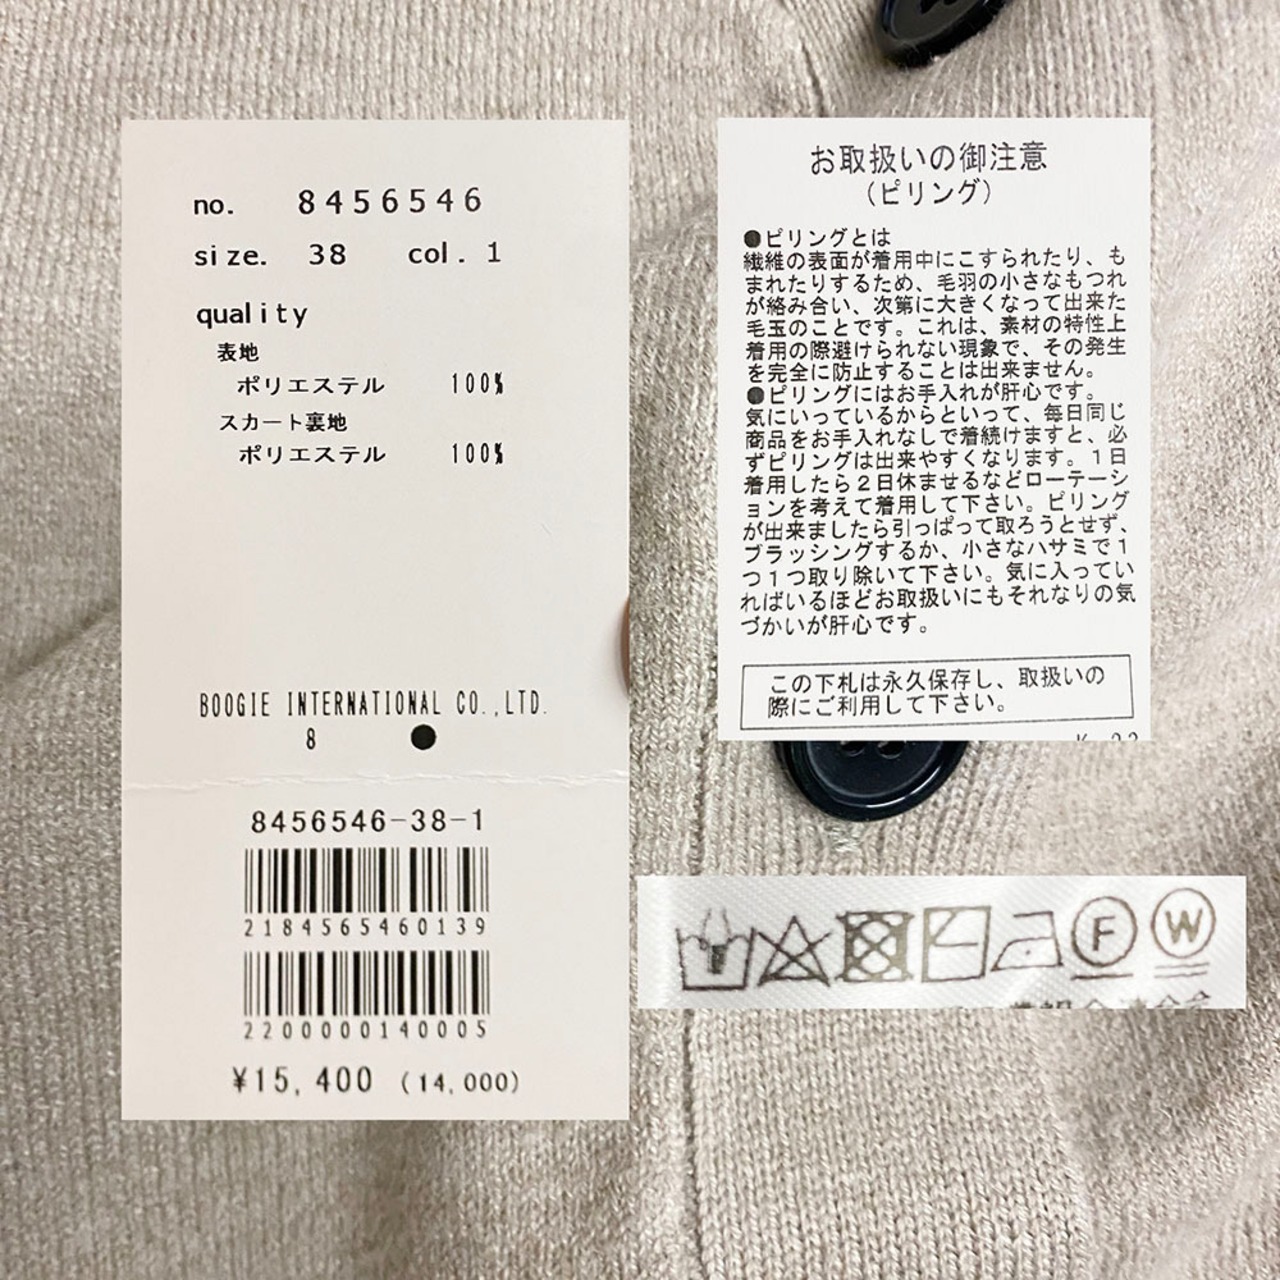 no. 8456546
size. 38 col. 1
quality
表地
ポリエステル 100%
スカート裏地
ポリエステル 100%
BOOGIE INTERNATIONAL CO.,LTD.
8 ●
8456546-38-1
2184565460139
2200000140005
¥15,400 (14,000)
お取扱いの御注意
(ピリング)
●ピリングとは
繊維の表面が着用中にこすられたり、も
まれたりするため、毛羽の小さなもつれ
が絡み合い、次第に大きくなって出来た
毛玉のことです。これは、素材の特性上
着用の際避けられない現象で、その発生
を完全に防止することは出来ません。
●ピリングにはお手入れが肝心です。
気にいっているからといって、毎日同じ
商品をお手入れなしで着続けますと、必
ずピリングは出来やすくなります。1日
着用したら2日休ませるなどローテーシ
ョンを考えて着用して下さい。ピリング
が出来ましたら引っぱって取ろうとせず、
ブラッシングするか、小さなハサミで1
つ1つ取り除いて下さい。気に入ってい
ればいるほどお取扱いにもそれなりの気
づかいが肝心です。
この下札は永久保存し、取扱いの
際にご利用して下さい。
F W